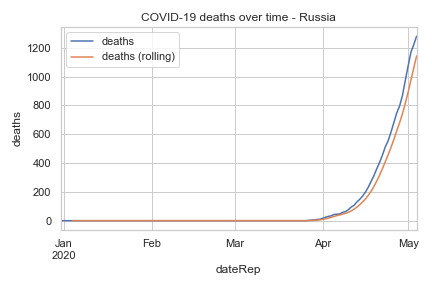 COVID-19 deaths over time - Russia
deaths
deaths (rolling)
1200
1000
800
600
400
200
0
deaths
Jan
2020
Feb
Mar
Apr
May
dateRep